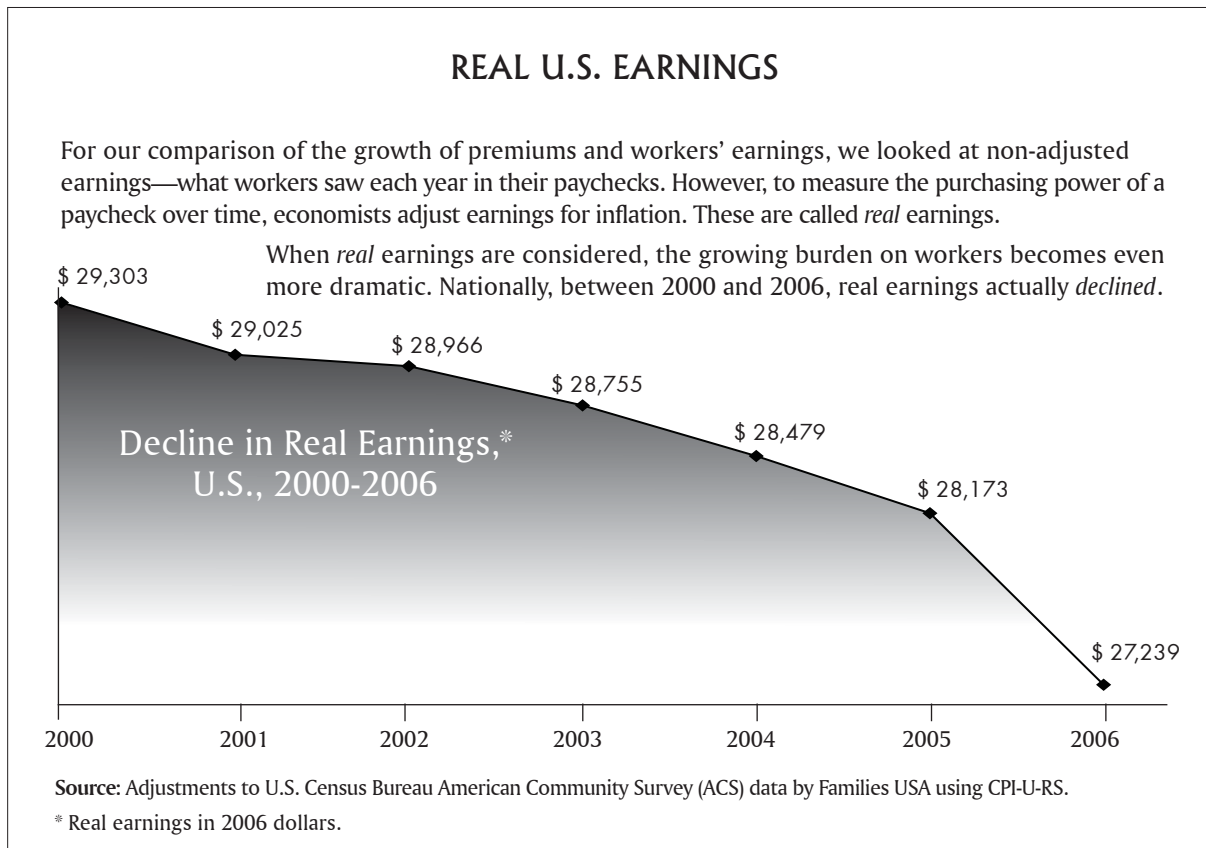 REAL U.S. EARNINGS
For our comparison of the growth of premiums and workers’ earnings, we looked at non-adjusted
earnings—what workers saw each year in their paychecks. However, to measure the purchasing power of a
paycheck over time, economists adjust earnings for inflation. These are called real earnings.
When real earnings are considered, the growing burden on workers becomes even
more dramatic. Nationally, between 2000 and 2006, real earnings actually declined.
$ 29,303
$ 29,025
$ 28,966
$ 28,755
$ 28,479
$ 28,173
$ 27,239
Decline in Real Earnings,*
U.S., 2000-2006
2000 2001 2002 2003 2004 2005 2006
Source: Adjustments to U.S. Census Bureau American Community Survey (ACS) data by Families USA using CPI-U-RS.
* Real earnings in 2006 dollars.